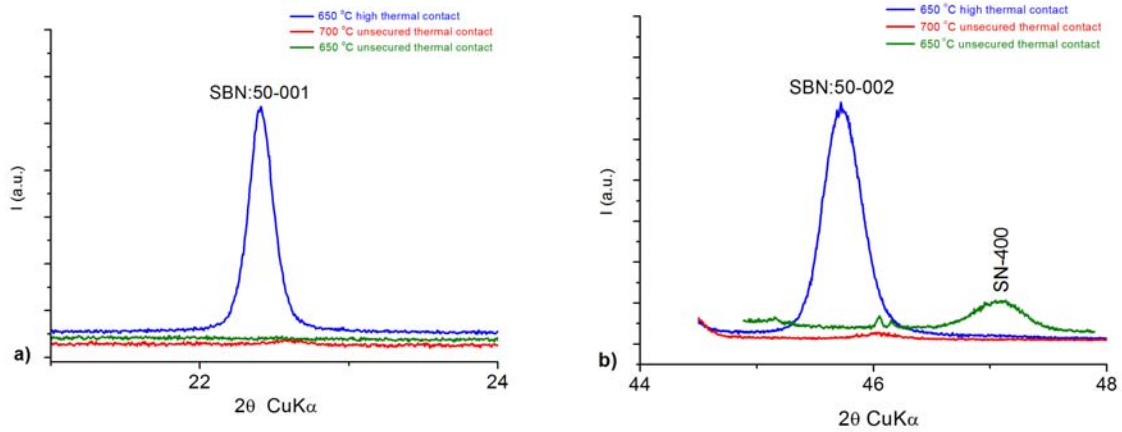 650 °C high thermal contact
700 °C unsecured thermal contact
650 °C unsecured thermal contact
SBN:50-001
I (a.u.)
a)
22
24
2θ CuKα
650 °C high thermal contact
700 °C unsecured thermal contact
650 °C unsecured thermal contact
SBN:50-002
SN-400
I (a.u.)
b)
44
46
48
2θ CuKα